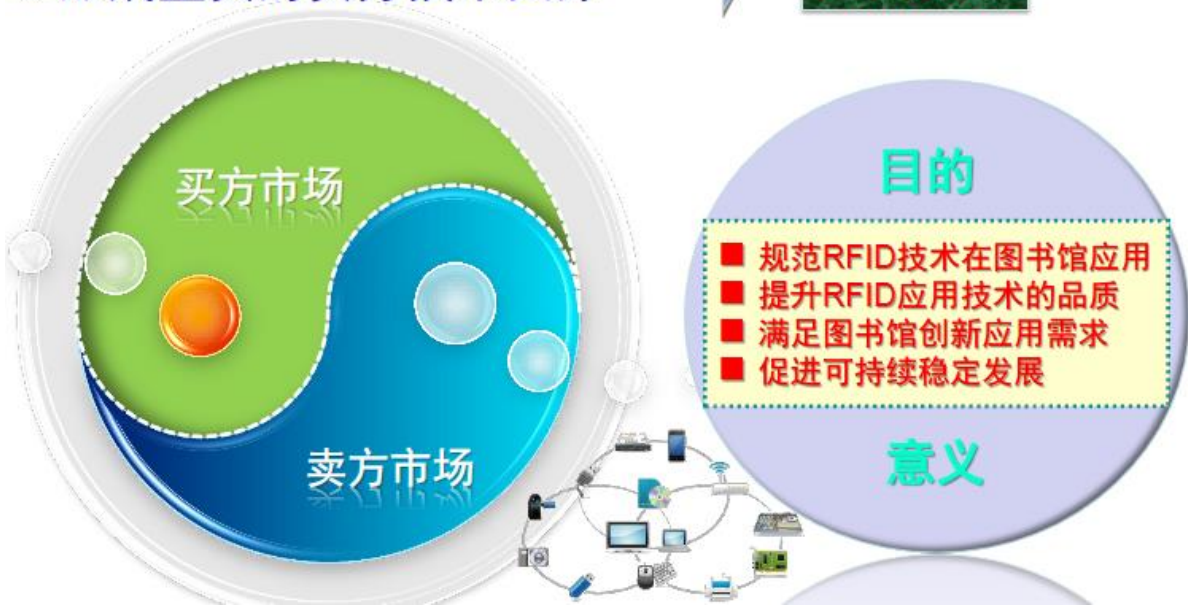 买方市场
卖方市场
目的
■ 规范RFID技术在图书馆应用
■ 提升RFID应用技术的品质
■ 满足图书馆创新应用需求
■ 促进可持续稳定发展
意义